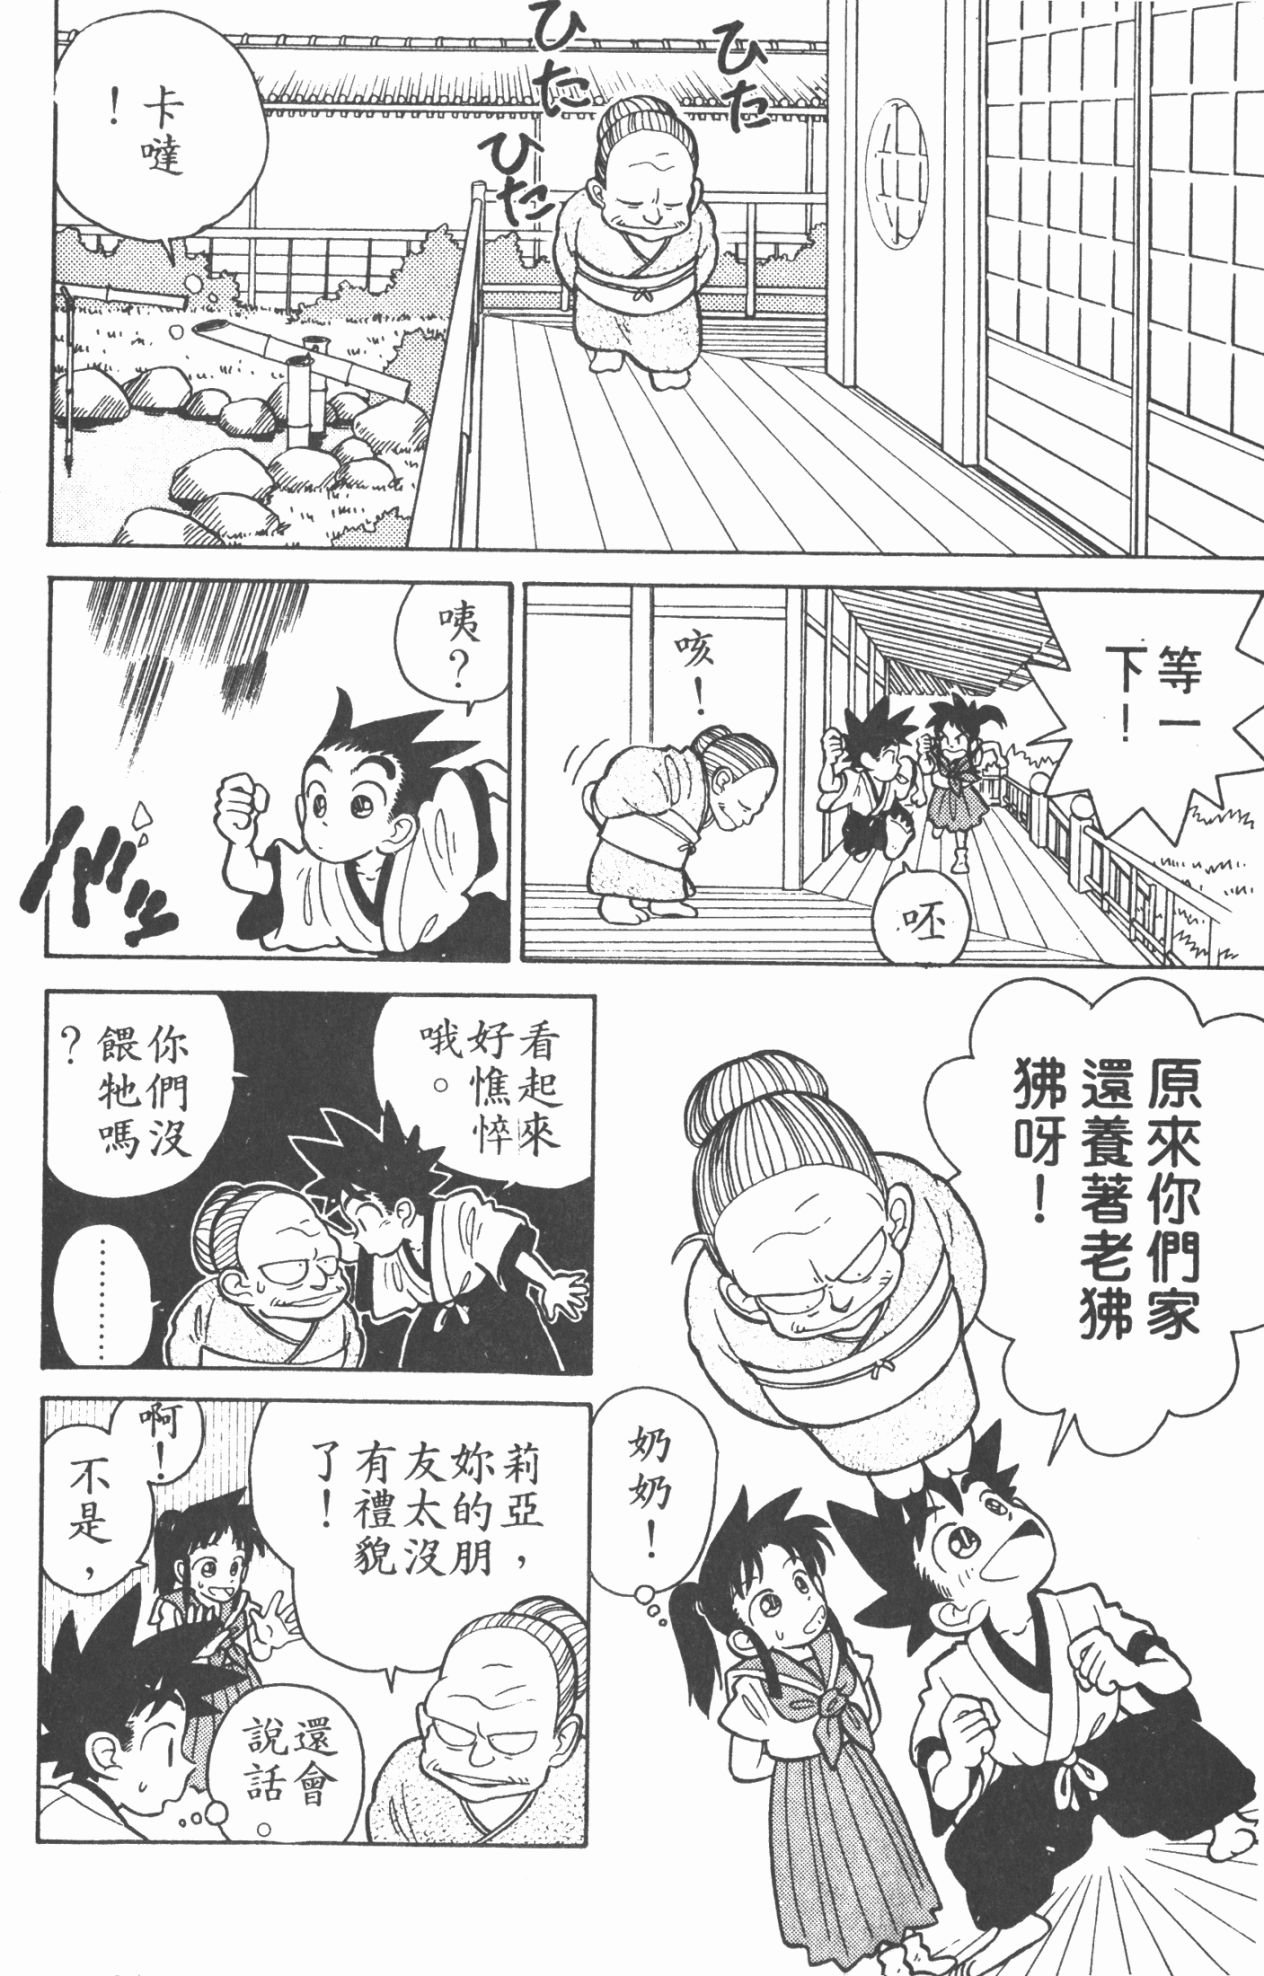 ひた
ひた
ひた
卡噠
！
等一
下！
呸
咳！
咦？
原來你們家
還養著老狒
狒呀！
奶奶！
看起來
好憔悴
哦。
你們沒
餵牠嗎
？
………
莉亞，
妳的朋
友太沒
有禮貌
了！
啊！
不是，
還會
說話
。